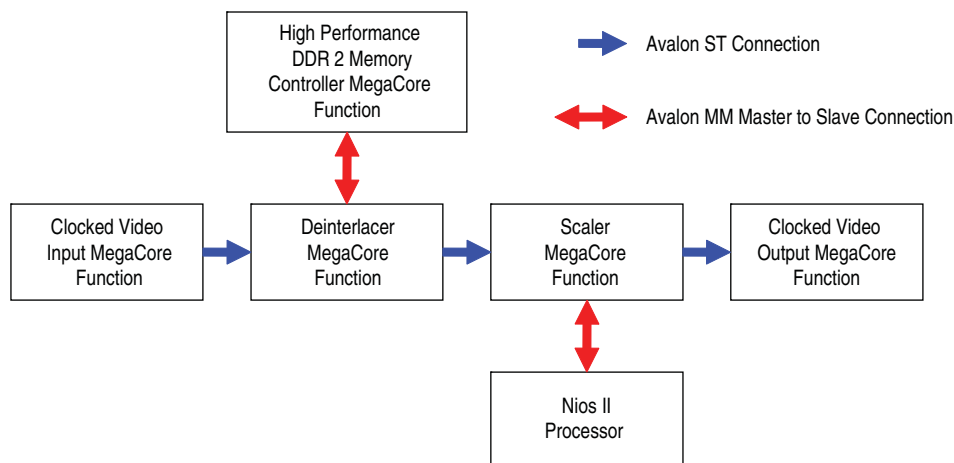 High Performance
DDR 2 Memory
Controller MegaCore
Function
Avalon ST Connection
Avalon MM Master to Slave Connection
Clocked Video
Input MegaCore
Function
Deinterlacer
MegaCore
Function
Scaler
MegaCore
Function
Clocked Video
Output MegaCore
Function
Nios II
Processor